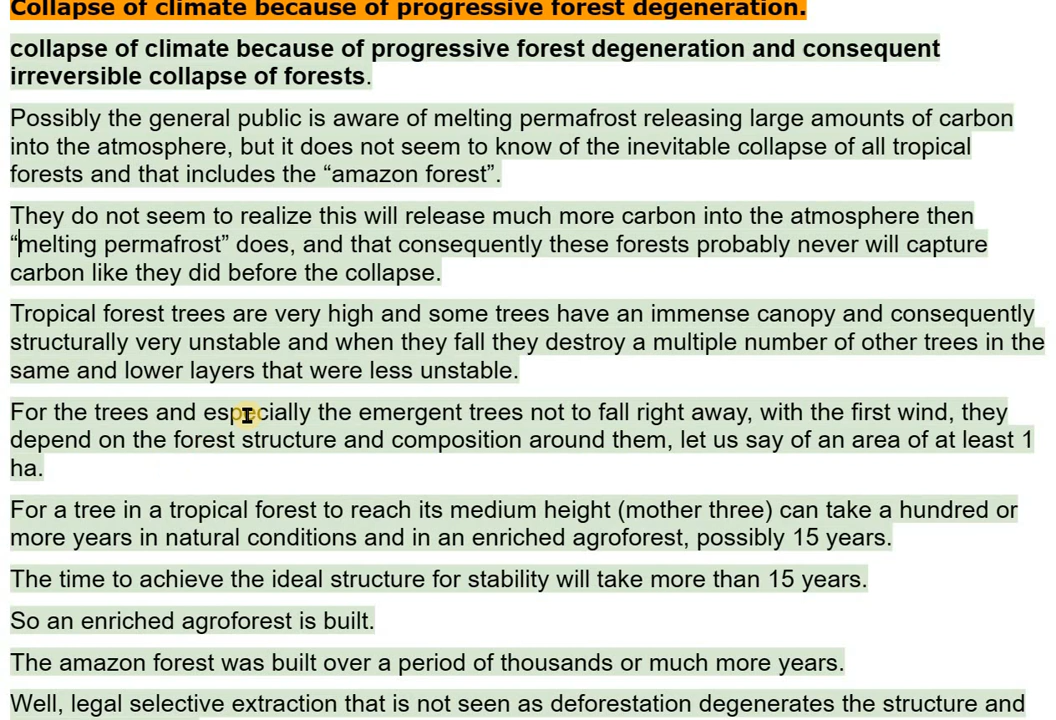 Collapse of climate because of progressive forest degeneration.
collapse of climate because of progressive forest degeneration and consequent
irreversible collapse of forests.
Possibly the general public is aware of melting permafrost releasing large amounts of carbon
into the atmosphere, but it does not seem to know of the inevitable collapse of all tropical
forests and that includes the “amazon forest”.
They do not seem to realize this will release much more carbon into the atmosphere then
“melting permafrost” does, and that consequently these forests probably never will capture
carbon like they did before the collapse.
Tropical forest trees are very high and some trees have an immense canopy and consequently
structurally very unstable and when they fall they destroy a multiple number of other trees in the
same and lower layers that were less unstable.
For the trees and especially the emergent trees not to fall right away, with the first wind, they
depend on the forest structure and composition around them, let us say of an area of at least 1
ha.
For a tree in a tropical forest to reach its medium height (mother three) can take a hundred or
more years in natural conditions and in an enriched agroforest, possibly 15 years.
The time to achieve the ideal structure for stability will take more than 15 years.
So an enriched agroforest is built.
The amazon forest was built over a period of thousands or much more years.
Well, legal selective extraction that is not seen as deforestation degenerates the structure and